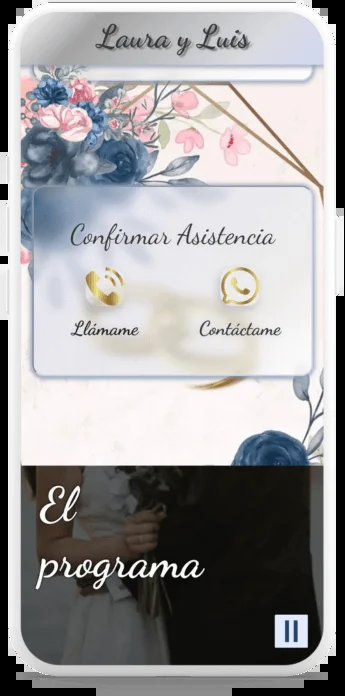 Laura y Luis
Confirmar Asistencia
Llámame
Contáctame
El
programa